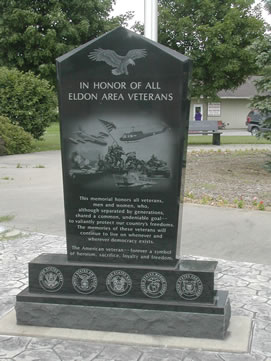 IN HONOR OF ALL
ELDON AREA VETERANS
This memorial honors all veterans,
men and women, who,
although separated by generations,
shared a common, undeniable goal—
to valiantly protect our country's freedoms.
The memories of these veterans will
continue to live on whenever and
wherever democracy exists.
The American veteran— forever a symbol
of heroism, sacrifice, loyalty and freedom.